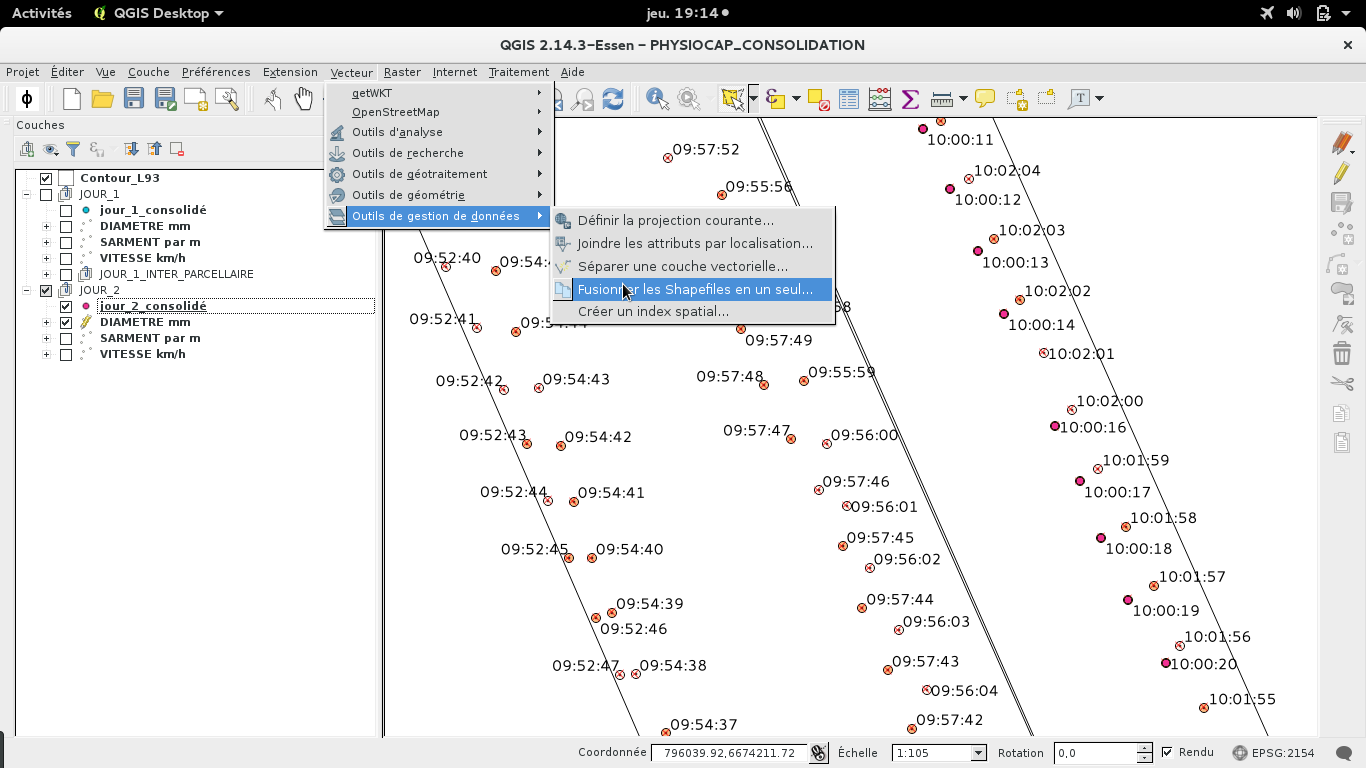 Activités QGIS Desktop jeu. 19:14
QGIS 2.14.3-Essen - PHYSIOCAP_CONSOLIDATION
Projet Éditer Vue Couche Préférences Extension Vecteur Raster Internet Traitement Aide
Couches
Contour_L93
JOUR_1
jour_1_consolidé
DIAMETRE mm
SARMENT par m
VITESSE km/h
JOUR_1_INTER_PARCELLAIRE
JOUR_2
jour_2_consolidé
DIAMETRE mm
SARMENT par m
VITESSE km/h
getWKT
OpenStreetMap
Outils d'analyse
Outils de recherche
Outils de géotraitement
Outils de géométrie
Outils de gestion de données
Définir la projection courante...
Joindre les attributs par localisation...
Séparer une couche vectorielle...
Fusionner les Shapefiles en un seul...
Créer un index spatial...
09:57:52
09:55:56
10:00:11
10:02:04
10:00:12
10:02:03
10:00:13
10:02:02
10:00:14
10:02:01
10:02:00
10:00:16
10:01:59
10:00:17
10:01:58
10:00:18
10:01:57
10:00:19
10:01:56
10:00:20
10:01:55
09:52:40
09:52:41
09:57:49
09:52:42 09:54:43 09:57:48 09:55:59
09:52:43 09:54:42 09:57:47 09:56:00
09:52:44 09:54:41 09:57:46
09:56:01
09:52:45 09:54:40 09:57:45
09:56:02
09:54:39 09:57:44
09:52:46 09:56:03
09:52:47 09:54:38 09:57:43
09:56:04
09:54:37 09:57:42
Coordonnée 796039.92,6674211.72 Échelle 1:105 Rotation 0,0 Rendu EPSG:2154